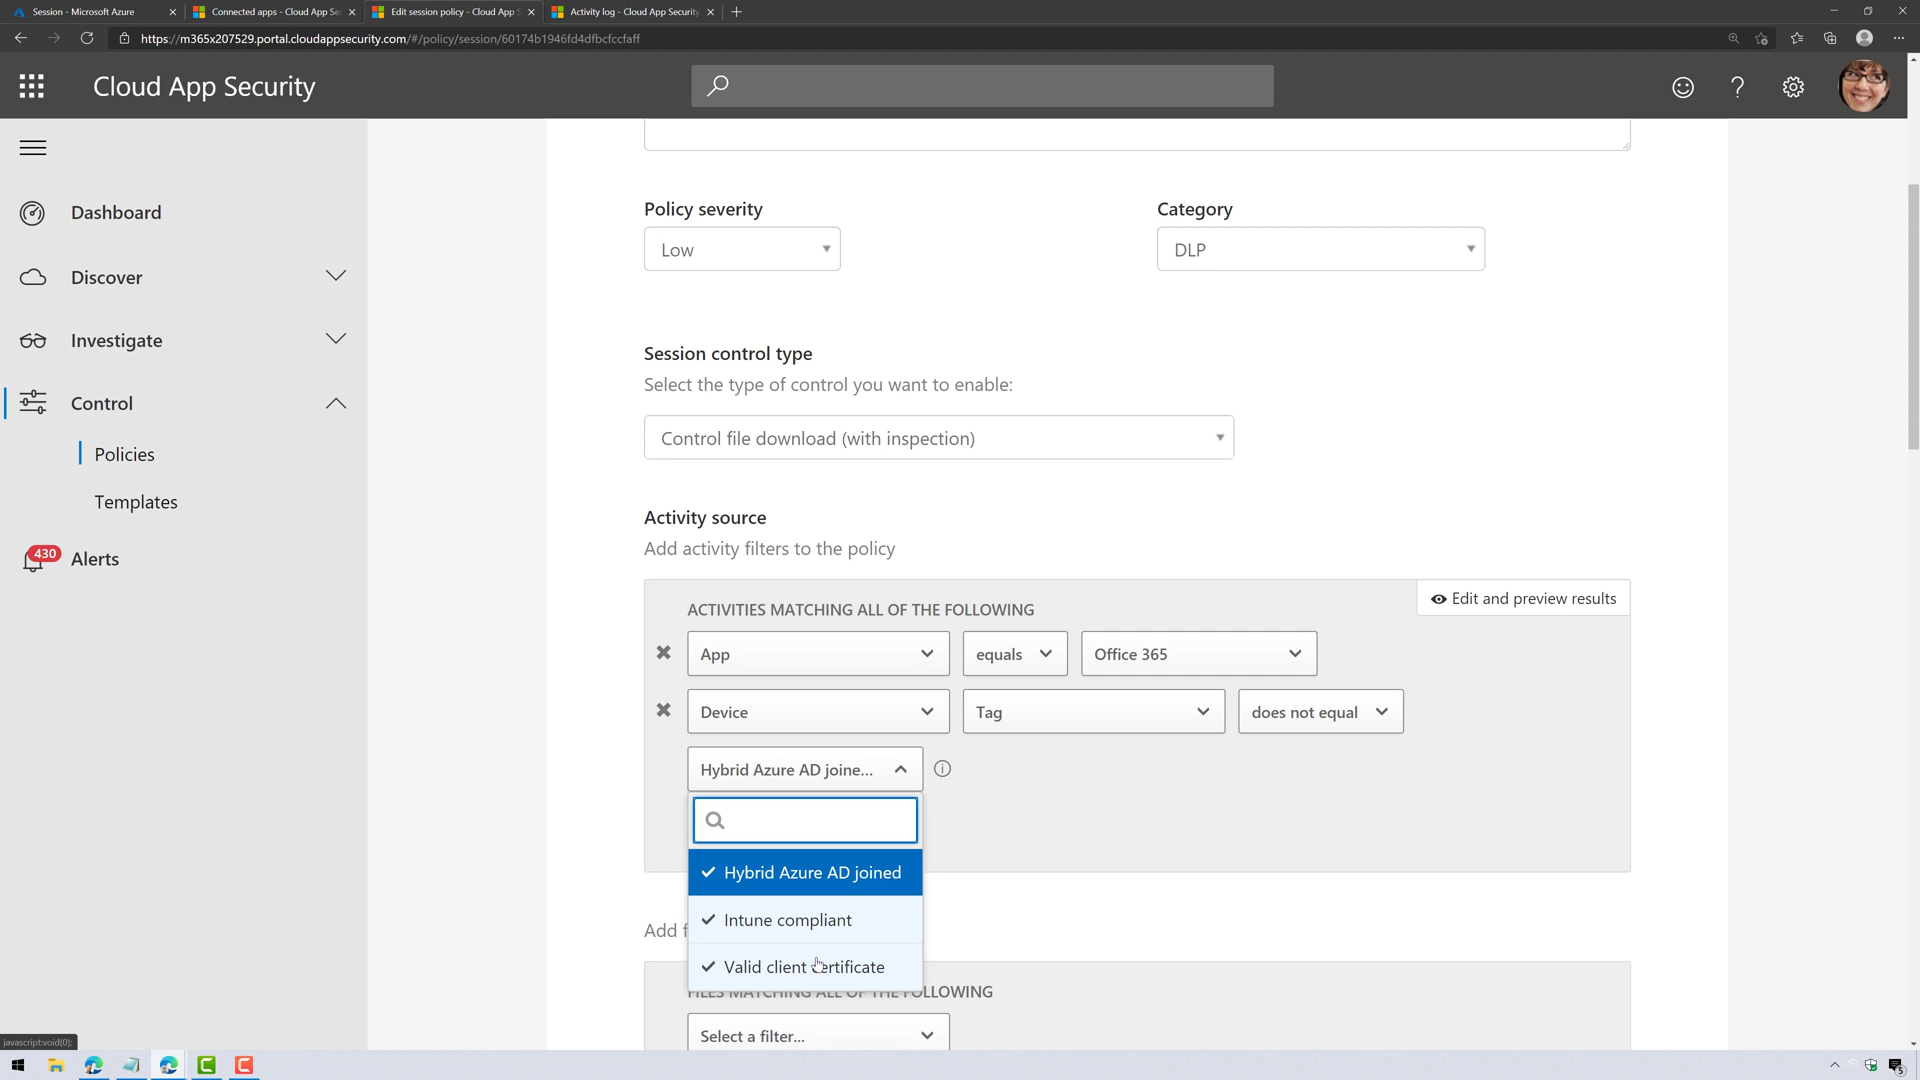 Session - Microsoft Azure
Connected apps - Cloud App Se
Edit session policy - Cloud App S
Activity log - Cloud App Security
https://m365x207529.portal.cloudappsecurity.com/#/policy/session/60174b1946fd4dfbcfccfaff
Cloud App Security
Dashboard
Discover
Investigate
Control
Policies
Templates
430
Alerts
Policy severity
Category
Low
DLP
Session control type
Select the type of control you want to enable:
Control file download (with inspection)
Activity source
Add activity filters to the policy
ACTIVITIES MATCHING ALL OF THE FOLLOWING
Edit and preview results
App equals Office 365
Device Tag does not equal
Hybrid Azure AD joine...
Hybrid Azure AD joined
Intune compliant
Add f
Valid client certificate
FILES MATCHING ALL OF THE FOLLOWING
Select a filter...
javascript:void(0);
5